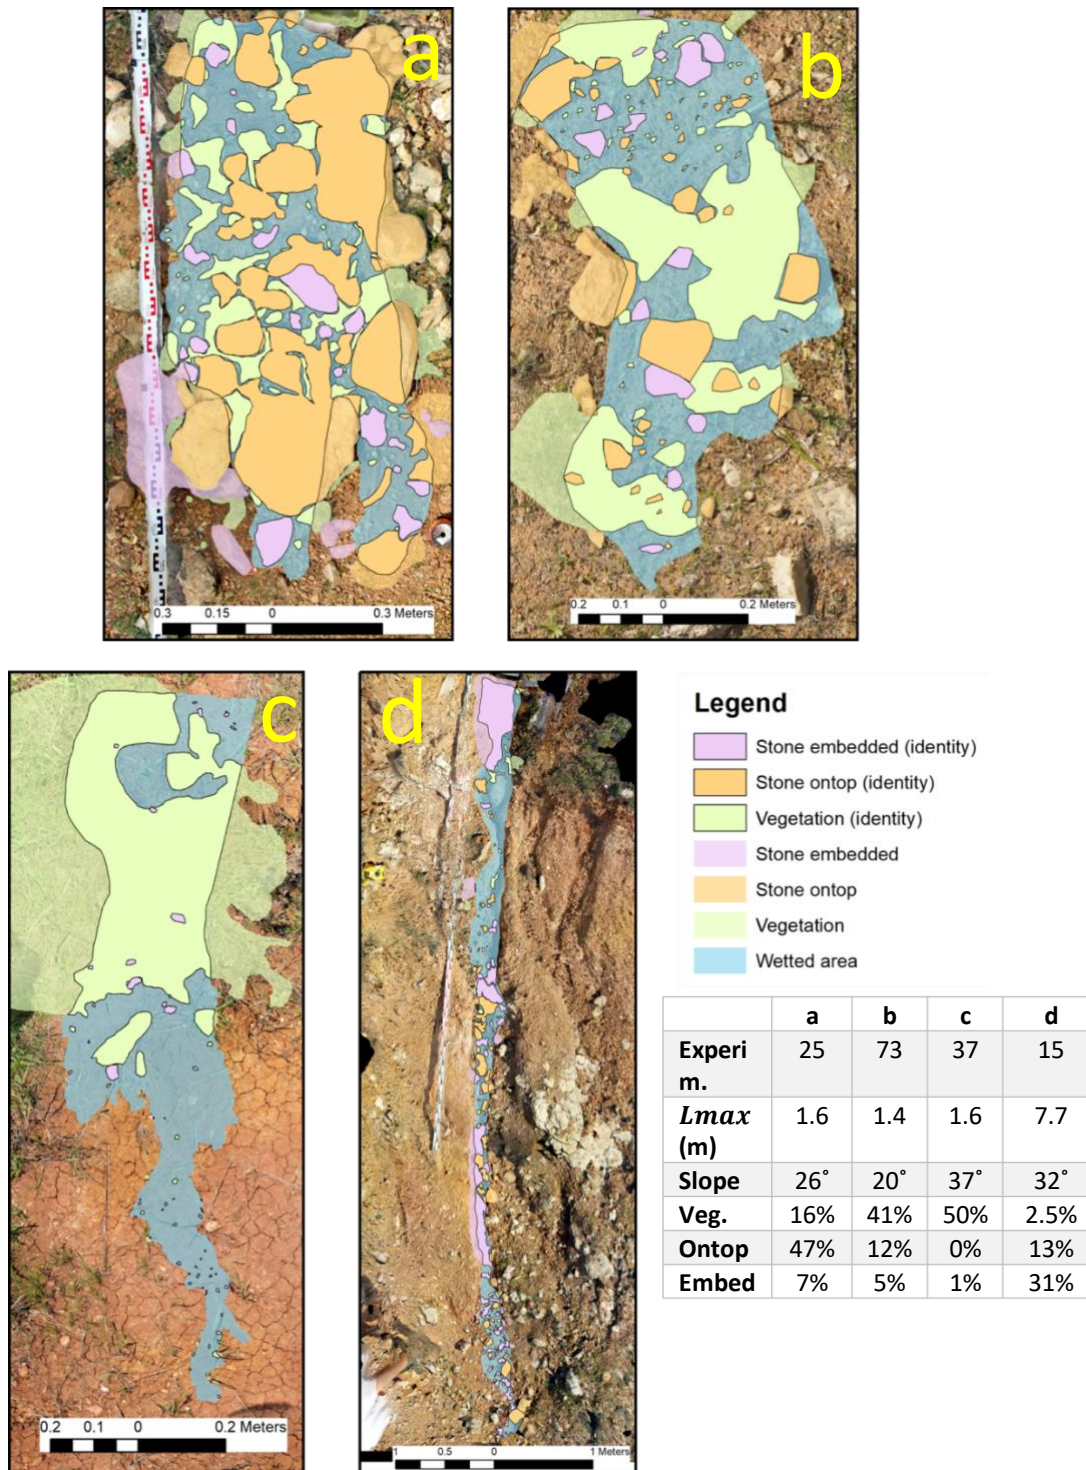 a
b
0.3 0.15 0 0.3 Meters
0.2 0.1 0 0.2 Meters
c
d
0.2 0.1 0 0.2 Meters
1 0.5 0 1 Meters
Legend
Stone embedded (identity)
Stone ontop (identity)
Vegetation (identity)
Stone embedded
Stone ontop
Vegetation
Wetted area
a b c d
Experi
m. 25 73 37 15
Lmax
(m) 1.6 1.4 1.6 7.7
Slope 26° 20° 37° 32°
Veg. 16% 41% 50% 2.5%
Ontop 47% 12% 0% 13%
Embed 7% 5% 1% 31%